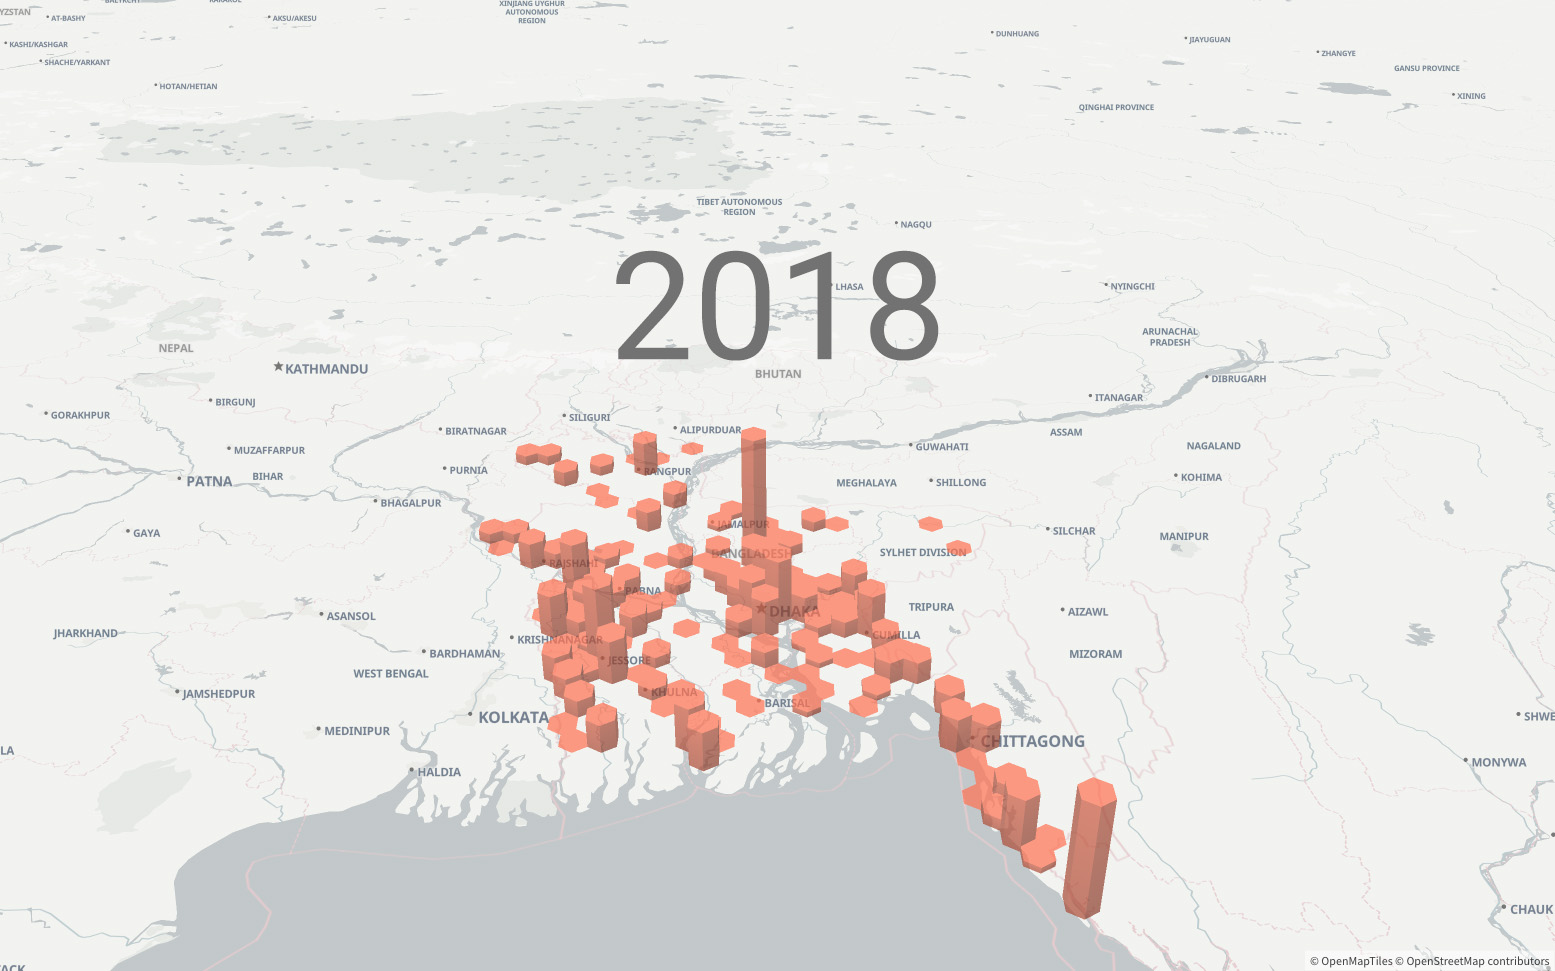 XINJIANG UYGHUR
AUTONOMOUS
REGION
AT-BASHY
AKSU/AKESU
KASHI/KASHGAR
SHACHE/YARKANT
HOTAN/HETIAN
DUNHUANG
JIAYUGUAN
ZHANGYE
GANSU PROVINCE
XINING
QINGHAI PROVINCE
TIBET AUTONOMOUS
REGION
NAGQU
2018
LHASA
NYINGCHI
ARUNACHAL
PRADESH
NEPAL
KATHMANDU
BHUTAN
DIBRUGARH
ITANAGAR
BIRGUNJ
GORAKHPUR
SILIGURI
BIRATNAGAR
ALIPURDUAR
ASSAM
GUWAHATI
NAGALAND
MUZAFFARPUR
PURNIA
RANGPUR
KOHIMA
PATNA
BIHAR
MEGHALAYA
SHILLONG
BHAGALPUR
JAMALPUR
GAYA
SILCHAR
MANIPUR
BANGLADESH
SYLHET DIVISION
RAJSHAHI
PABNA
ASANSOL
DHAKA
TRIPURA
AIZAWL
JHARKHAND
KRISHNANAGAR
CUMILLA
BARDHAMAN
JESSORE
MIZORAM
WEST BENGAL
JAMSHEDPUR
KHULNA
BARISAL
KOLKATA
SHWE
MEDINIPUR
CHITTAGONG
LA
HALDIA
MONYWA
CHAUK
© OpenMapTiles © OpenStreetMap contributors